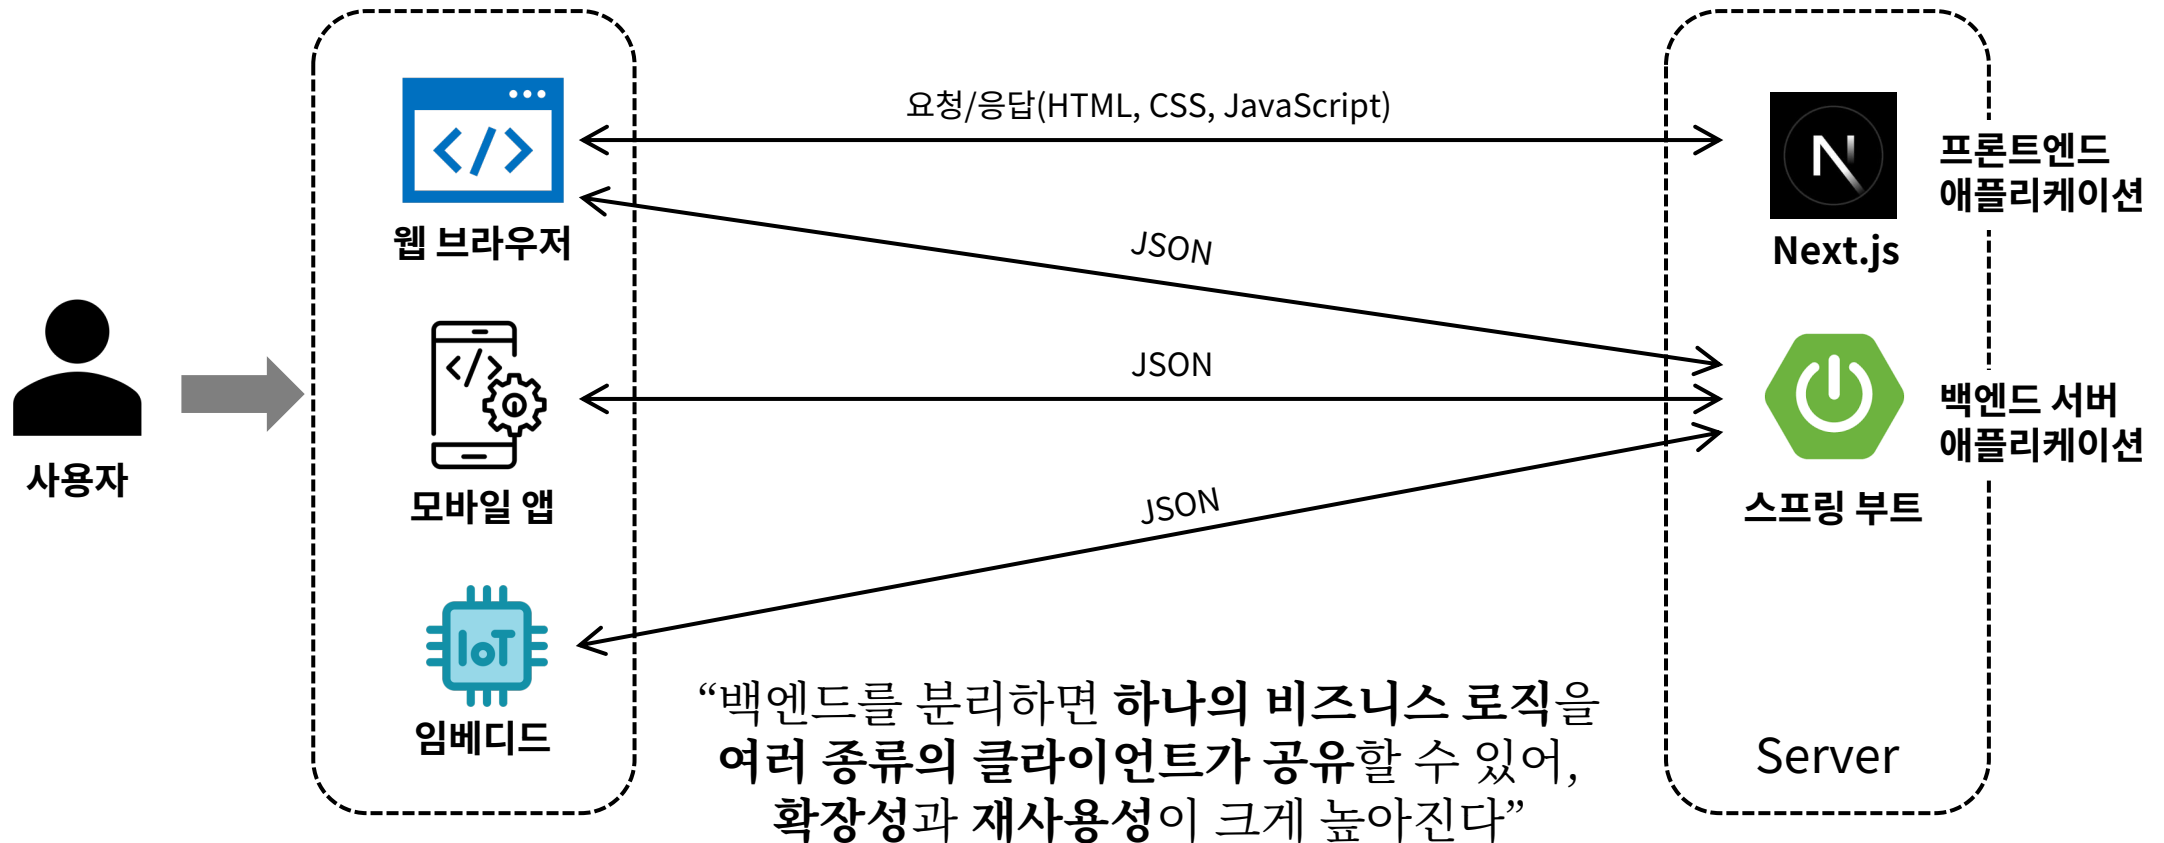 요청/응답(HTML, CSS, JavaScript)
프론트엔드
애플리케이션
웹 브라우저
Next.js
JSON
사용자
JSON
모바일 앱
백엔드 서버
애플리케이션
스프링 부트
JSON
IoT
임베디드
“백엔드를 분리하면 하나의 비즈니스 로직을
여러 종류의 클라이언트가 공유할 수 있어,
확장성과 재사용성이 크게 높아진다”
Server